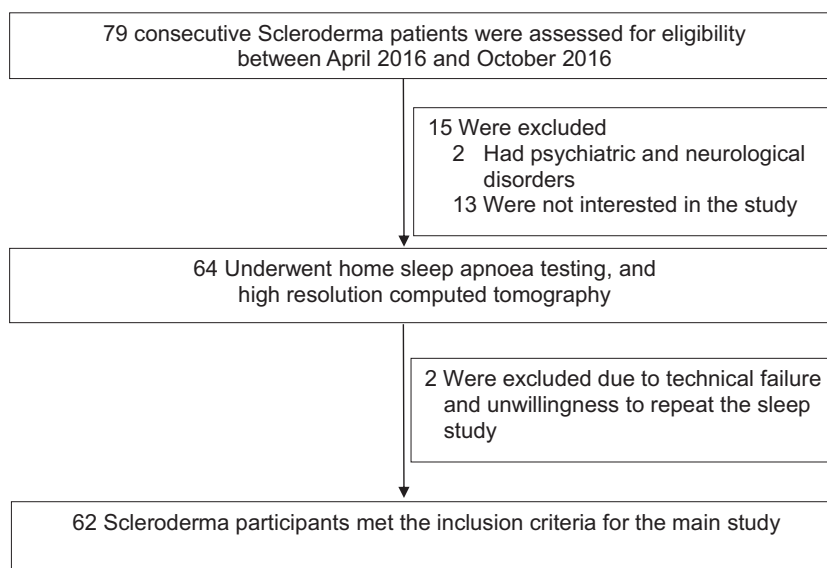 79 consecutive Scleroderma patients were assessed for eligibility
between April 2016 and October 2016
15 Were excluded
2 Had psychiatric and neurological
disorders
13 Were not interested in the study
64 Underwent home sleep apnoea testing, and
high resolution computed tomography
2 Were excluded due to technical failure
and unwillingness to repeat the sleep
study
62 Scleroderma participants met the inclusion criteria for the main study